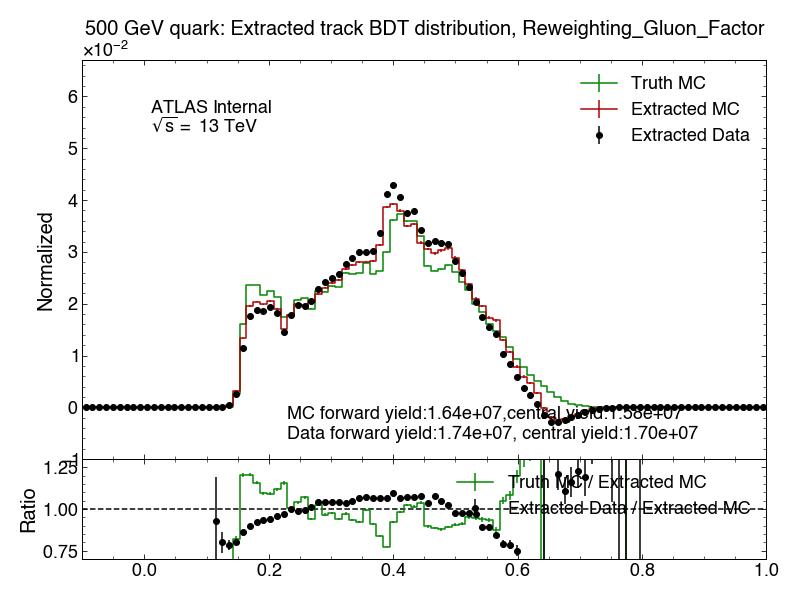 500 GeV quark: Extracted track BDT distribution, Reweighting_Gluon_Factor
×10⁻²
ATLAS Internal
√s = 13 TeV
Truth MC
Extracted MC
Extracted Data
6
5
4
3
2
1
0
1
Normalized
MC forward yield:1.64e+07,central yield:1.58e+07
Data forward yield:1.74e+07, central yield:1.70e+07
1.25
1.00
0.75
Ratio
Truth MC / Extracted MC
Extracted Data / Extracted MC
0.0 0.2 0.4 0.6 0.8 1.0